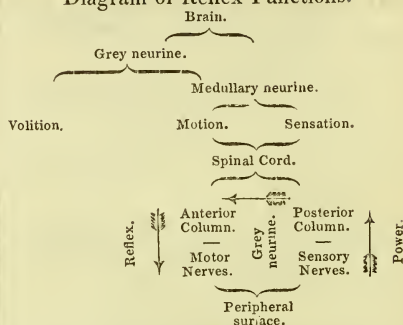 Diagram of Reflex Functions.
Brain.
Grey neurine.
Medullary neurine.
Volition. Motion. Sensation.
Spinal Cord.
Reflex.
Anterior
Column.
—
Motor
Nerves.
Grey
neurine.
Posterior
Column.
—
Sensory
Nerves.
Power.
Peripheral
surface.